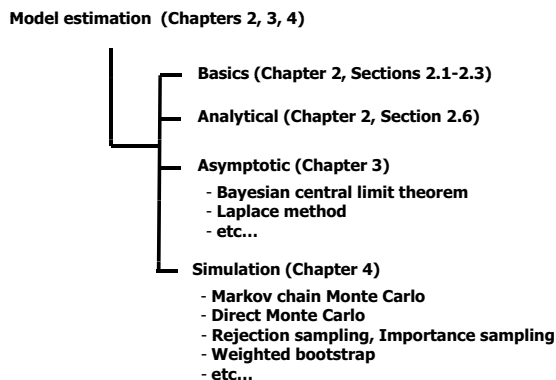 Model estimation (Chapters 2, 3, 4)
Basics (Chapter 2, Sections 2.1-2.3)
Analytical (Chapter 2, Section 2.6)
Asymptotic (Chapter 3)
- Bayesian central limit theorem
- Laplace method
- etc...
Simulation (Chapter 4)
- Markov chain Monte Carlo
- Direct Monte Carlo
- Rejection sampling, Importance sampling
- Weighted bootstrap
- etc...